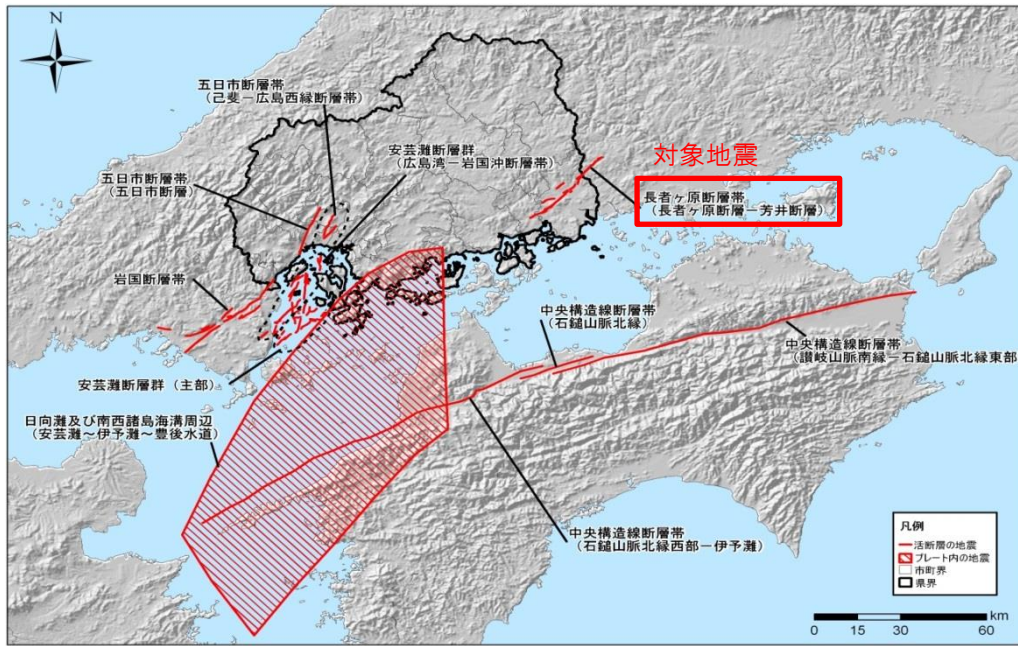 N
五日市断層帯
(己斐－広島西縁断層帯)
安芸灘断層群
(広島湾－岩国沖断層帯)
対象地震
五日市断層帯
(五日市断層)
長者ヶ原断層帯
(長者ヶ原断層－芳井断層)
岩国断層帯
中央構造線断層帯
(石鎚山脈北縁)
中央構造線断層帯
(讃岐山脈南縁－石鎚山脈北縁東部
安芸灘断層群（主部）
日向灘及び南西諸島海溝周辺
(安芸灘～伊予灘～豊後水道)
中央構造線断層帯
(石鎚山脈北縁西部－伊予灘)
凡例
活断層の地震
プレート内の地震
市町界
県界
km
0 15 30 60